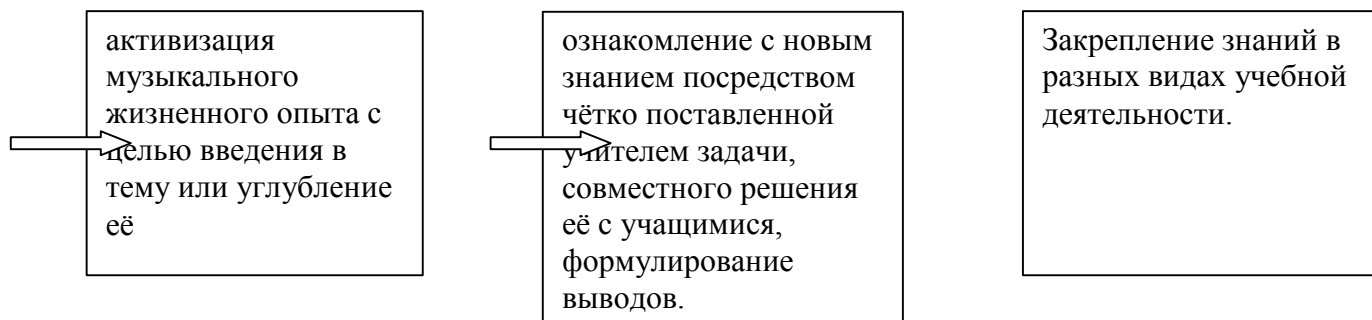 активизация
музыкального
жизненного опыта с
целью введения в
тему или углубление
её
ознакомление с новым
знанием посредством
чётко поставленной
учителем задачи,
совместного решения
её с учащимися,
формулирование
выводов.
Закрепление знаний в
разных видах учебной
деятельности.